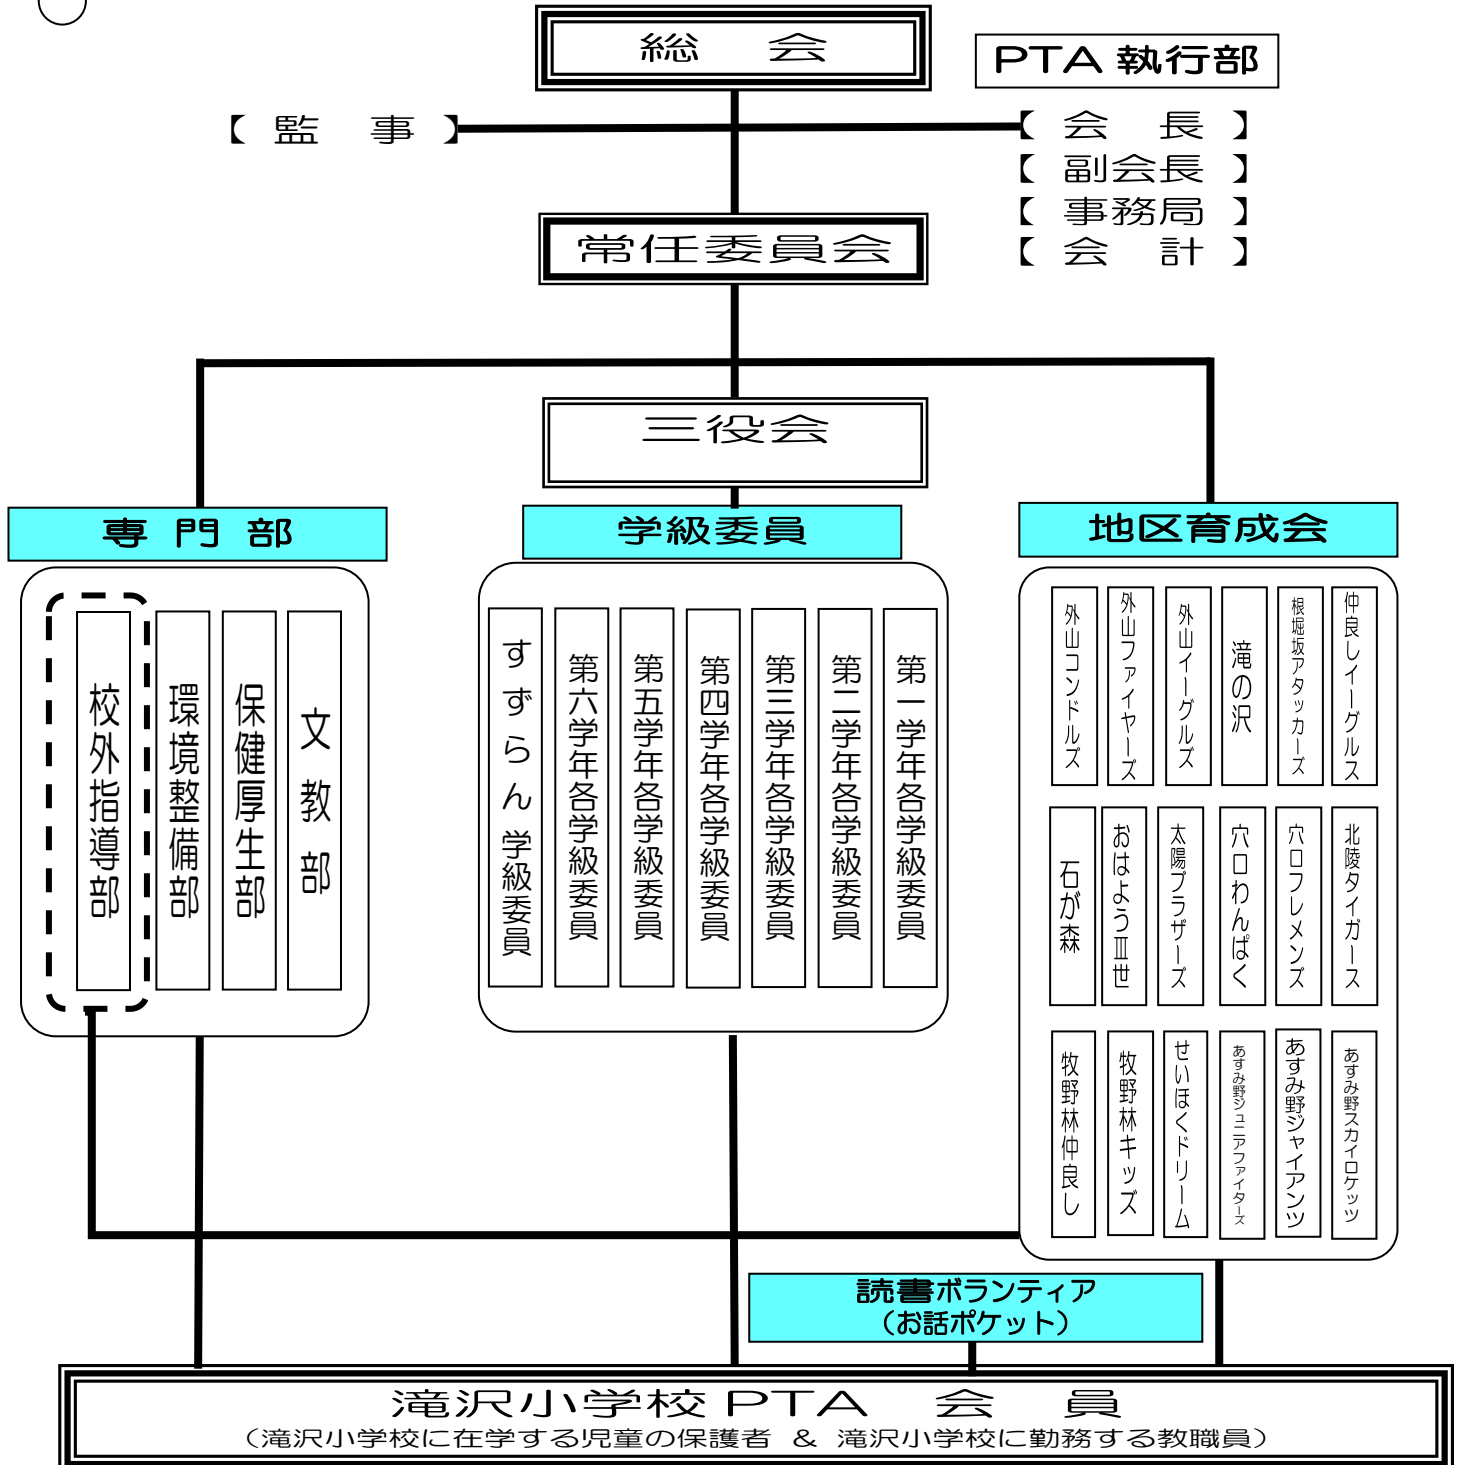 総　会
PTA 執行部
【 監　事 】
【 会　長 】
【 副会長 】
【 事務局 】
【 会　計 】
常任委員会
三役会
専 門 部
学級委員
地区育成会
校外指導部
環境整備部
保健厚生部
文教部
すずらん学級委員
第六学年各学級委員
第五学年各学級委員
第四学年各学級委員
第三学年各学級委員
第二学年各学級委員
第一学年各学級委員
外山コンドルズ
外山ファイヤーズ
外山イーグルズ
滝の沢
根堀坂アタッカーズ
仲良しイーグルス
石が森
おはようⅢ世
太陽ブラザーズ
穴口わんぱく
穴口フレメンズ
北陵タイガース
牧野林仲良し
牧野林キッズ
せいほくドリーム
あすみ野ジュニアファイターズ
あすみ野ジャイアンツ
あすみ野スカイロケッツ
読書ボランティア
（お話ポケット）
滝沢小学校 PTA　会　員
（滝沢小学校に在学する児童の保護者 ＆ 滝沢小学校に勤務する教職員）